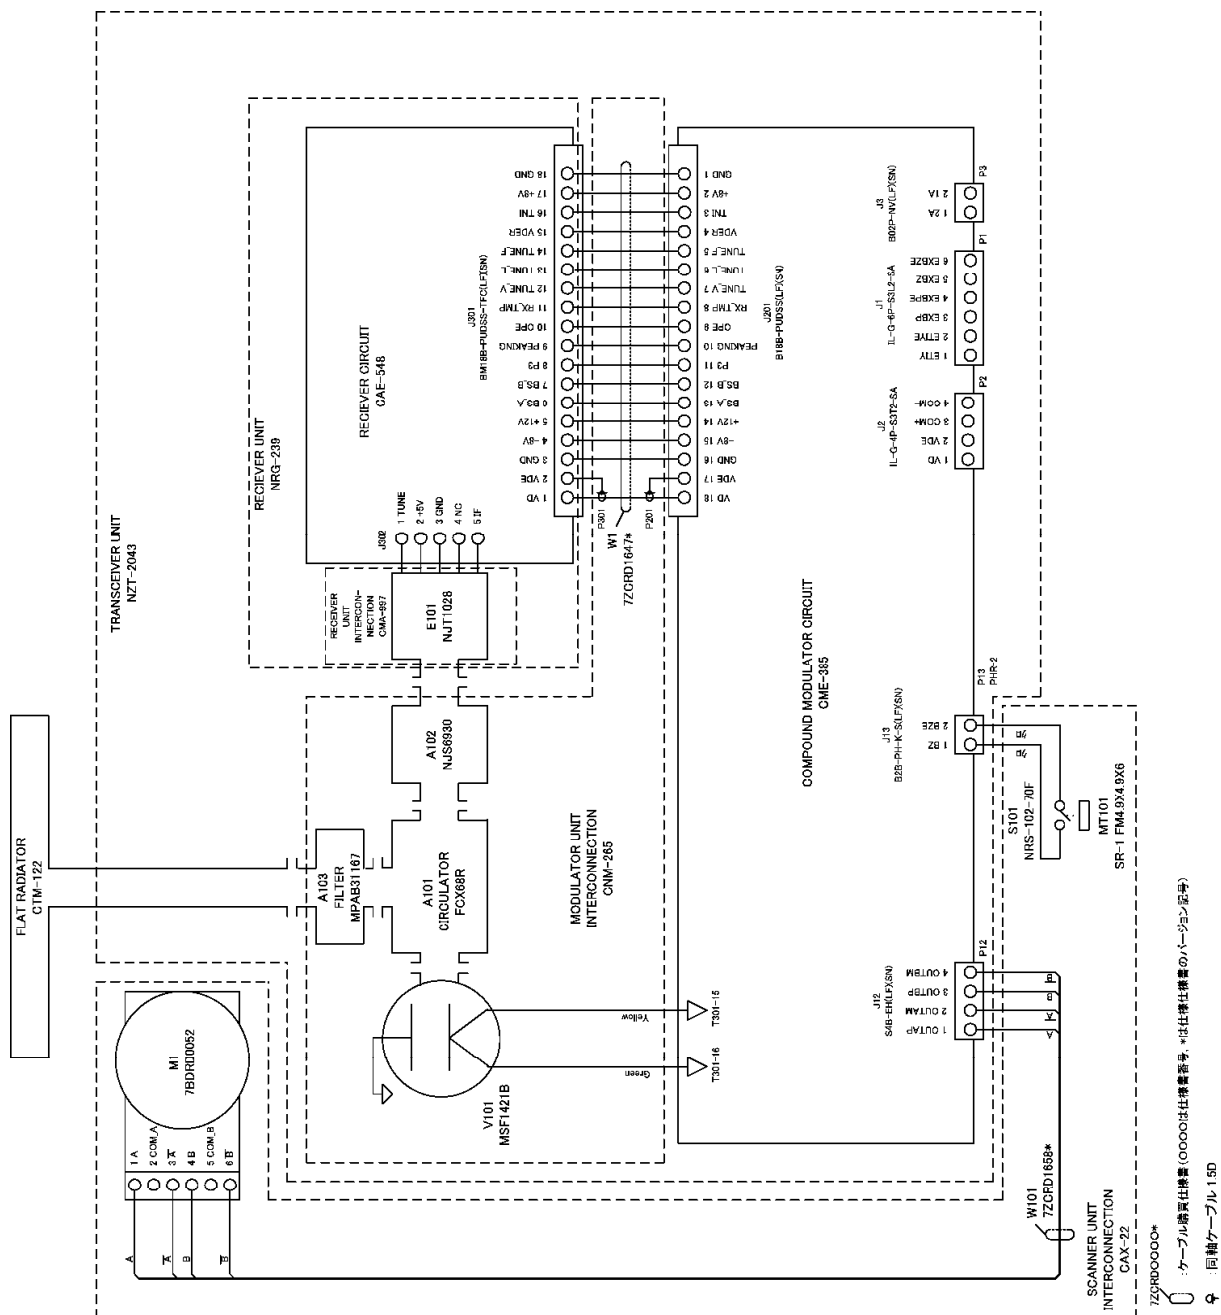 TRANSCEIVER UNIT
NZT-2043
RECIEVER UNIT
NRG-239
RECIEVER CIRCUIT
CAE-548
18 GND
17 +8V
16 TNI
15 VDER
14 TUNE_F
13 TUNE_L
12 TUNE_V
11 RX_TMP
10 OPE
9 PEAKING
8 P3
7 BS_B
5 +12V
4 -8V
3 GND
2 VDE
1 VD
J301
BM18B-PUDSS-TFC(LF)(SN)
J302
1 TUNE
2 +5V
3 GND
4 NC
5 IF
RECEIVER
UNIT
INTERCON-
NECTION
CMA-997
E101
NJT1028
P301
W1
7ZCRD1647*
P201
GND 1
+8V 2
TNI 3
VDER 4
TUNE_F 5
TUNE_L 6
TUNE_V 7
RX_TMP 8
OPE 9
PEAKING 10
P3 11
BS_B 12
BS_A 13
+12V 14
-8V 15
GND 16
VDE 17
VD 18
J201
B18B-PUDSS(LF)(SN)
COMPOUND MODULATOR CIRCUIT
CME-385
J3
B02P-NV(LF)(SN)
2 1A
1 2A
P3
J1
IL-G-6P-S3L2-SA
6 EXBZE
5 EXBZ
4 EXBPE
3 EXBP
2 ETIYE
1 ETIY
P1
J2
IL-G-4P-S3T2-SA
4 COM-
3 COM+
2 VDE
1 VD
P2
J13
B2B-PH-K-S(LF)(SN)
2 BZE
1 BZ
P13
PHR-2
S101
NRS-102-70F
MT101
SR-1 FM4.9X4.9X6
J12
S4B-EH(LF)(SN)
4 OUTBM
3 OUTBP
2 OUTAM
1 OUTAP
P12
FLAT RADIATOR
CTM-122
A103
FILTER
MPAB31167
A101
CIRCULATOR
FCX68R
A102
NJS6930
MODULATOR UNIT
INTERCONNECTION
CNM-265
V101
MSF1421B
Yellow
T301-15
Green
T301-16
M1
7BDRD0052
1 A
2 COM_A
3 A̅
4 B
5 COM_B
6 B̅
A
A̅
B
B̅
A
A̅
B
B̅
W101
7ZCRD1658*
SCANNER UNIT
INTERCONNECTION
CAX-22
7ZCRDOOOO*
:ケーブル購買仕様書(OOOOは仕様書番号, *は仕様仕様書のバージョン記号)
:同軸ケーブル 1.5D